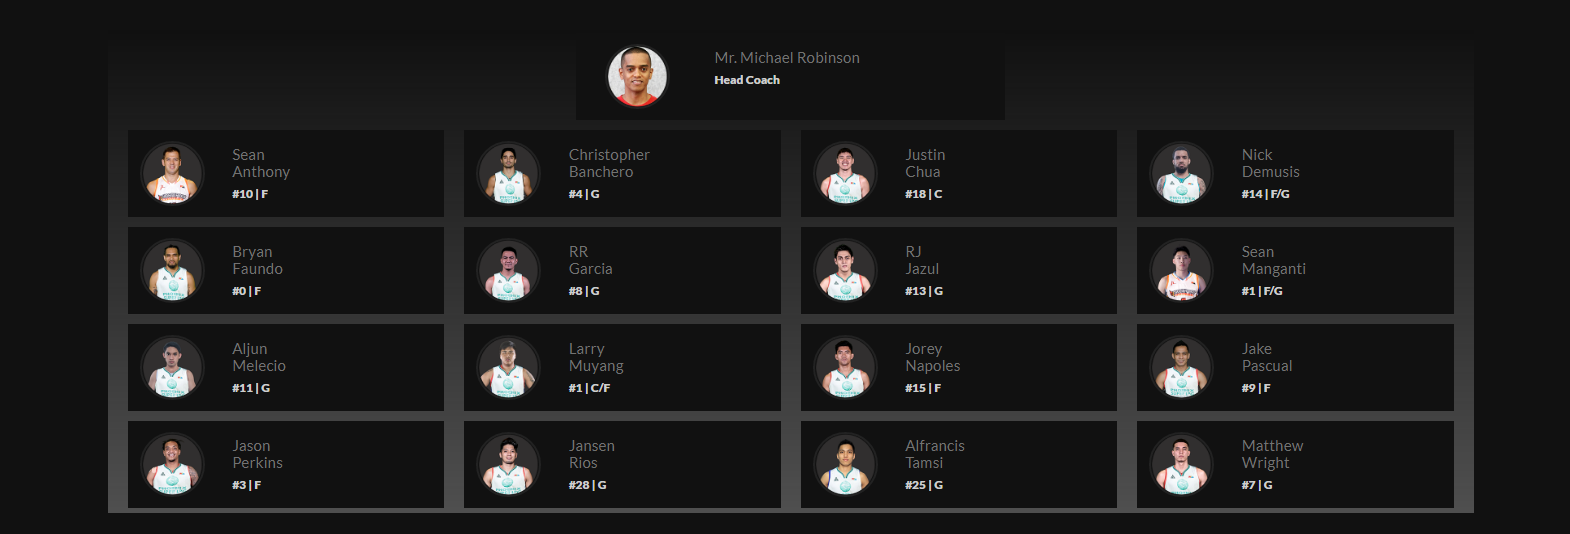 Mr. Michael Robinson
Head Coach
Sean
Anthony
#10 | F
Christopher
Banchero
#4 | G
Justin
Chua
#18 | C
Nick
Demusis
#14 | F/G
Bryan
Faundo
#0 | F
RR
Garcia
#8 | G
RJ
Jazul
#13 | G
Sean
Manganti
#1 | F/G
Aljun
Melecio
#11 | G
Larry
Muyang
#1 | C/F
Jorey
Napoles
#15 | F
Jake
Pascual
#9 | F
Jason
Perkins
#3 | F
Jansen
Rios
#28 | G
Alfrancis
Tamsi
#25 | G
Matthew
Wright
#7 | G